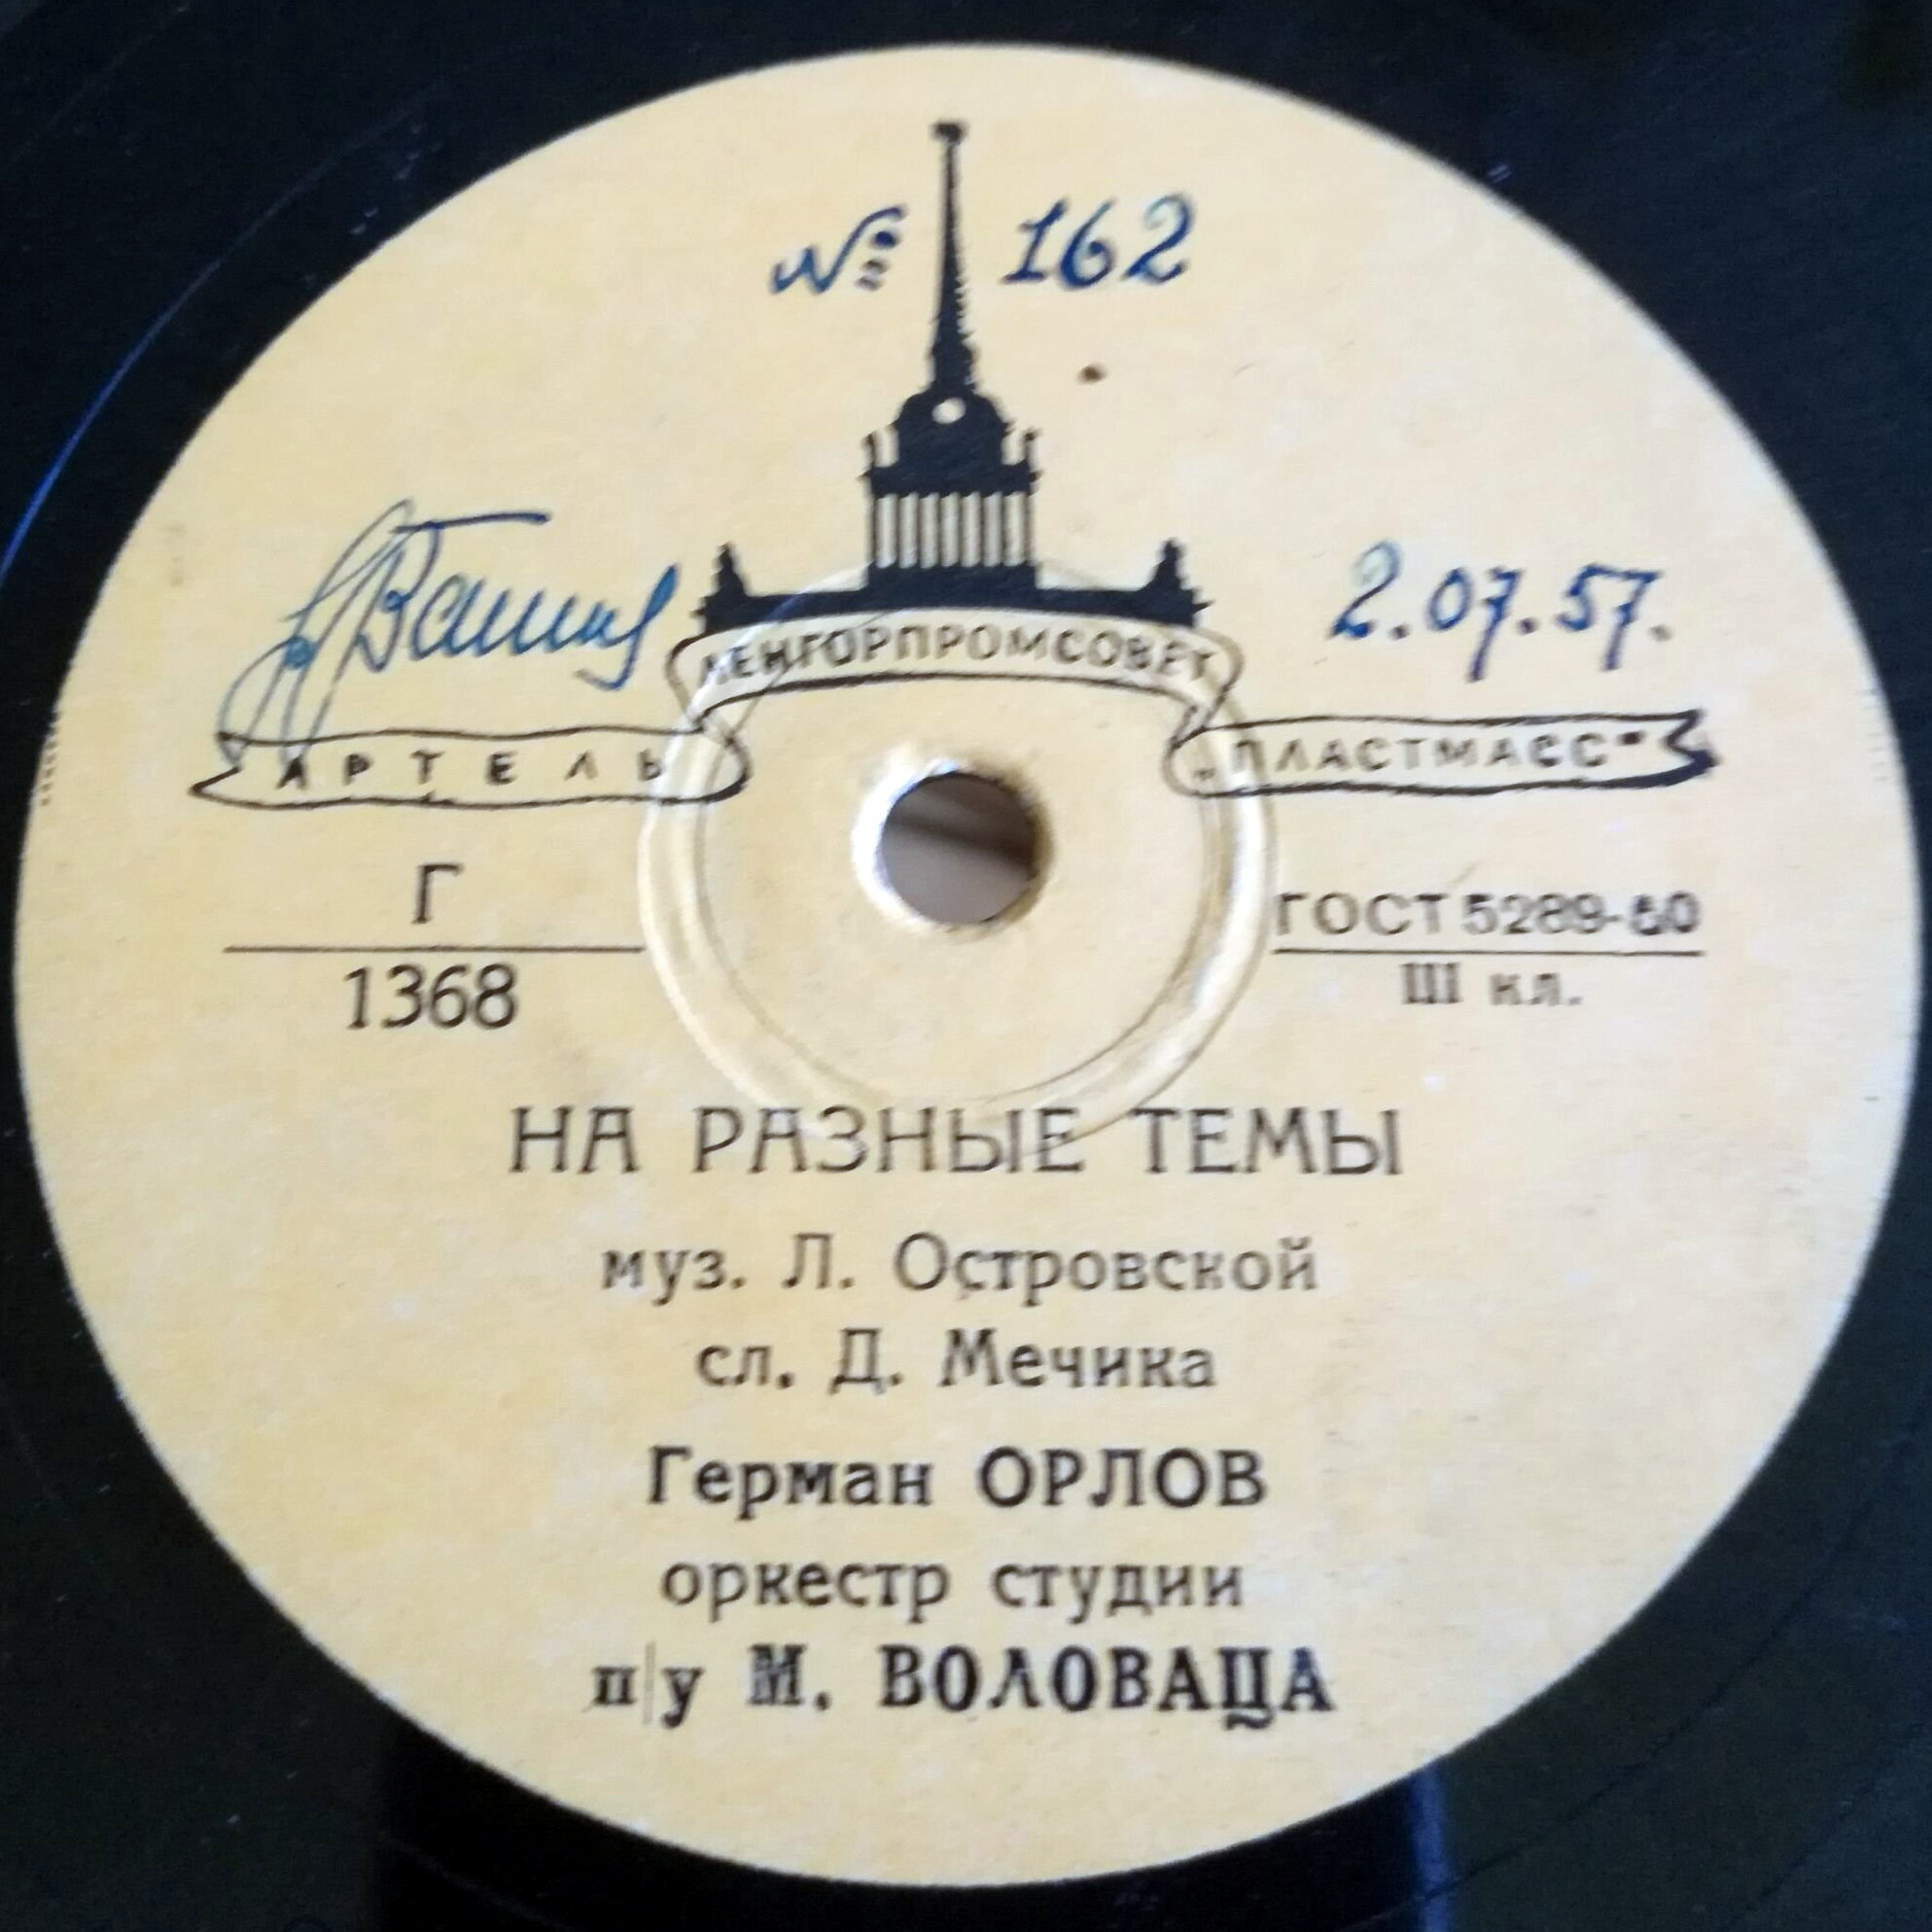 № 162
2.07.57.
ЛЕНГОРПРОМСОВЕТ
АРТЕЛЬ
„ПЛАСТМАСС“
Г
1368
ГОСТ 5289-50
III кл.
НА РАЗНЫЕ ТЕМЫ
муз. Л. Островской
сл. Д. Мечика
Герман ОРЛОВ
оркестр студии
п/у М. ВОЛОВАЦА